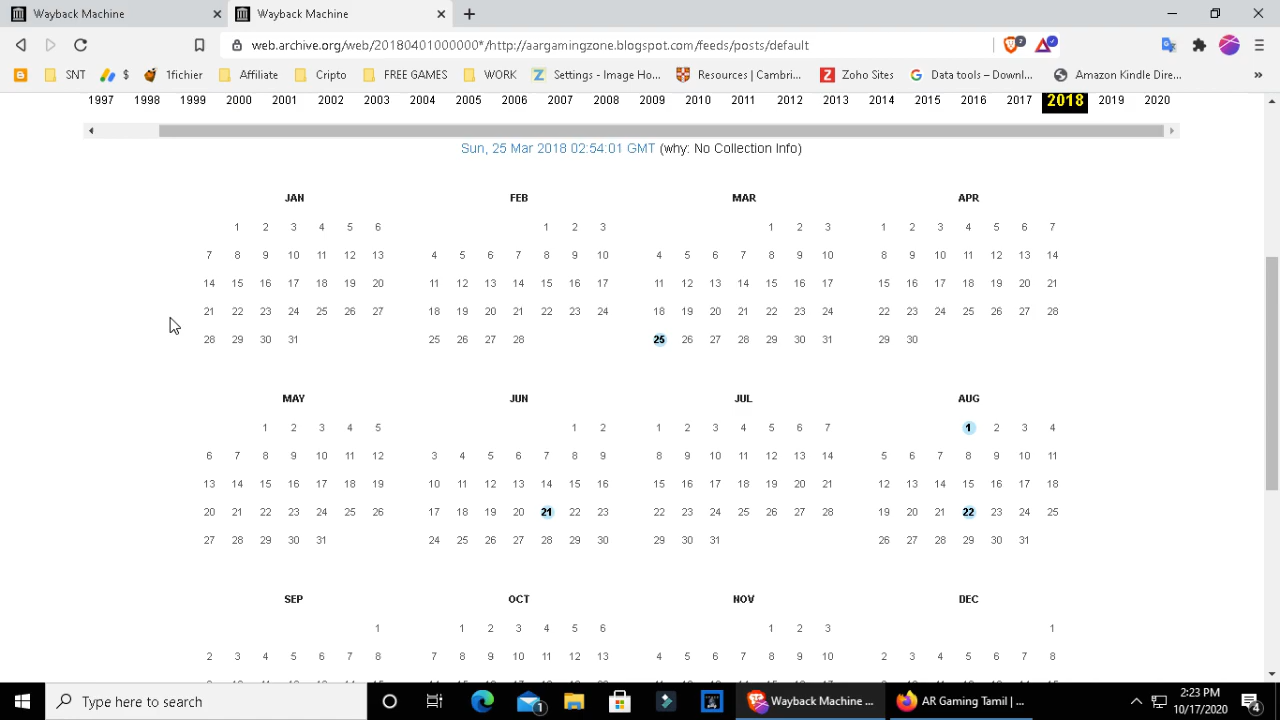 Wayback Machine Wayback Machine
web.archive.org/web/20180401000000*/http://aargamingzone.blogspot.com/feeds/posts/default
SNT $ 1fichier Affiliate Cripto FREE GAMES WORK Settings - Image Ho... Resources | Cambri... Zoho Sites Data tools – Downl... Amazon Kindle Dire... »
1997 1998 1999 2000 2001 2002 2003 2004 2005 2006 2007 2008 2009 2010 2011 2012 2013 2014 2015 2016 2017 2018 2019 2020
Sun, 25 Mar 2018 02:54:01 GMT (why: No Collection Info)
JAN FEB MAR APR
1 2 3 4 5 6 1 2 3 1 2 3 1 2 3 4 5 6 7
7 8 9 10 11 12 13 4 5 6 7 8 9 10 4 5 6 7 8 9 10 8 9 10 11 12 13 14
14 15 16 17 18 19 20 11 12 13 14 15 16 17 11 12 13 14 15 16 17 15 16 17 18 19 20 21
21 22 23 24 25 26 27 18 19 20 21 22 23 24 18 19 20 21 22 23 24 22 23 24 25 26 27 28
28 29 30 31 25 26 27 28 25 26 27 28 29 30 31 29 30
MAY JUN JUL AUG
1 2 3 4 5 1 2 1 2 3 4 5 6 7 1 2 3 4
6 7 8 9 10 11 12 3 4 5 6 7 8 9 8 9 10 11 12 13 14 5 6 7 8 9 10 11
13 14 15 16 17 18 19 10 11 12 13 14 15 16 15 16 17 18 19 20 21 12 13 14 15 16 17 18
20 21 22 23 24 25 26 17 18 19 20 21 22 23 22 23 24 25 26 27 28 19 20 21 22 23 24 25
27 28 29 30 31 24 25 26 27 28 29 30 29 30 31 26 27 28 29 30 31
SEP OCT NOV DEC
1 1 2 3 4 5 6 1 2 3 1
2 3 4 5 6 7 8 7 8 9 10 11 12 13 4 5 6 7 8 9 10 2 3 4 5 6 7 8
Type here to search 1 Wayback Machine ... AR Gaming Tamil | ... 2:23 PM
10/17/2020 4